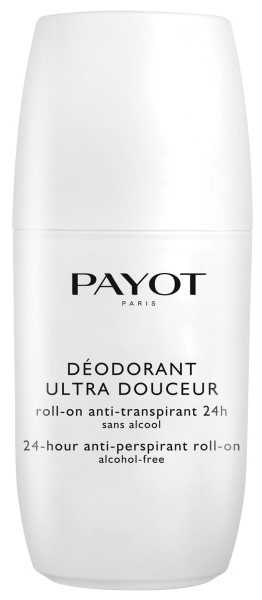 PAYOT
PARIS
DÉODORANT
ULTRA DOUCEUR
roll-on anti-transpirant 24h
sans alcool
24-hour anti-perspirant roll-on
alcohol-free